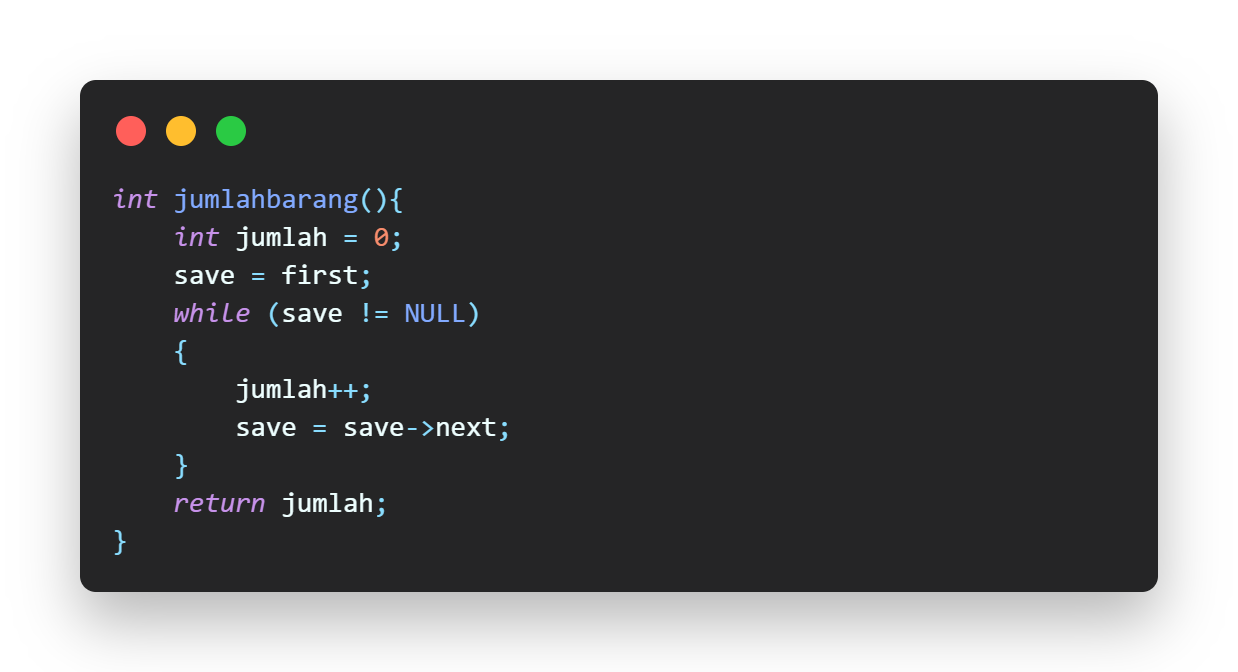 int jumlahbarang(){
    int jumlah = 0;
    save = first;
    while (save != NULL)
    {
        jumlah++;
        save = save->next;
    }
    return jumlah;
}